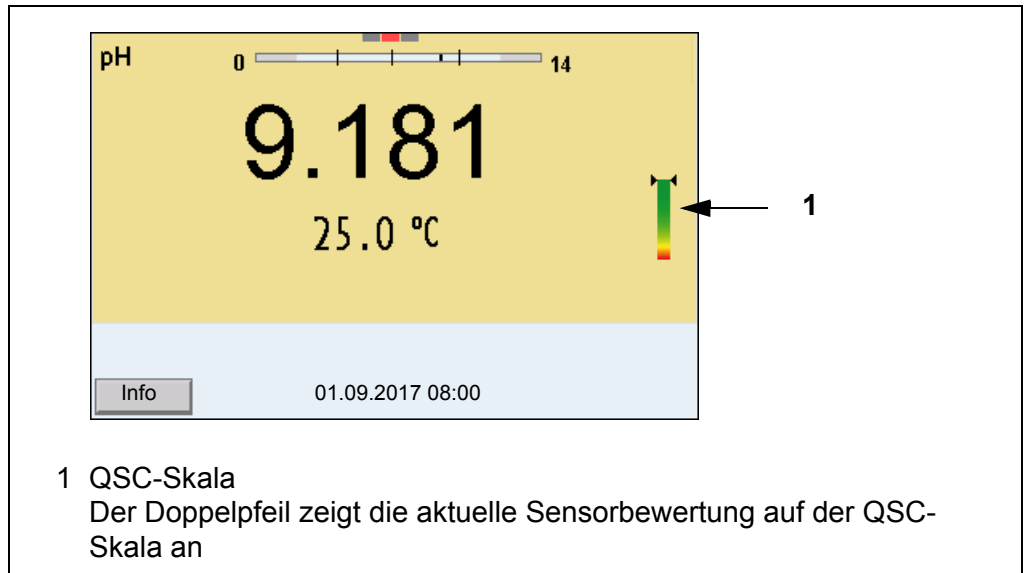 pH
0 14
9.181
25.0 °C
1
Info 01.09.2017 08:00
1 QSC-Skala
Der Doppelpfeil zeigt die aktuelle Sensorbewertung auf der QSC-
Skala an